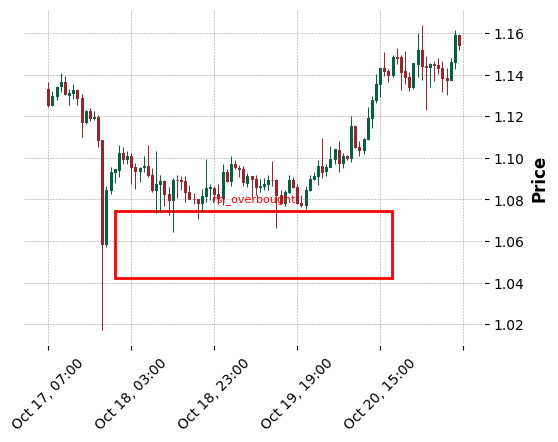 1.16
1.14
1.12
1.10
1.08
1.06
1.04
1.02
Price
rsi_overbought
Oct 17, 07:00
Oct 18, 03:00
Oct 18, 23:00
Oct 19, 19:00
Oct 20, 15:00